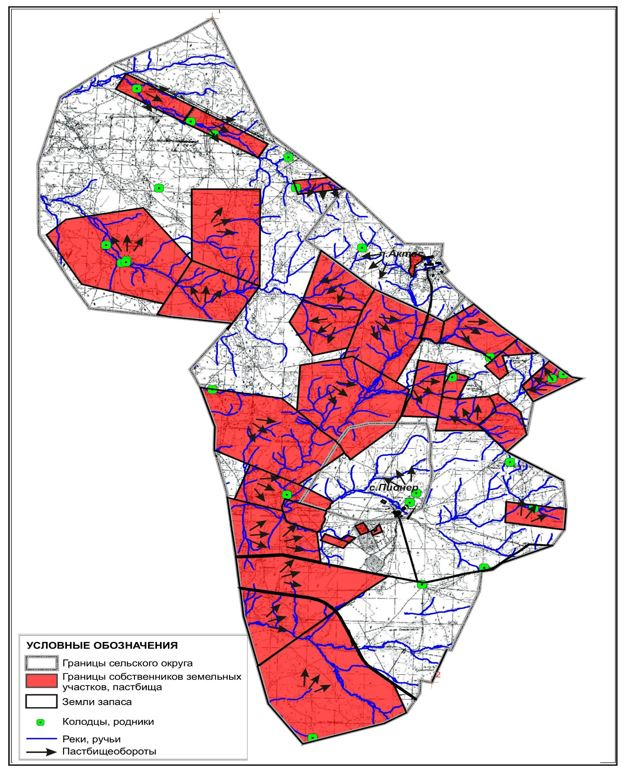 с.Актас
с.Пионер
2
УСЛОВНЫЕ ОБОЗНАЧЕНИЯ
Границы сельского округа
Границы собственников земельных
участков, пастбища
Земли запаса
Колодцы, родники
Реки, ручьи
Пастбищеобороты